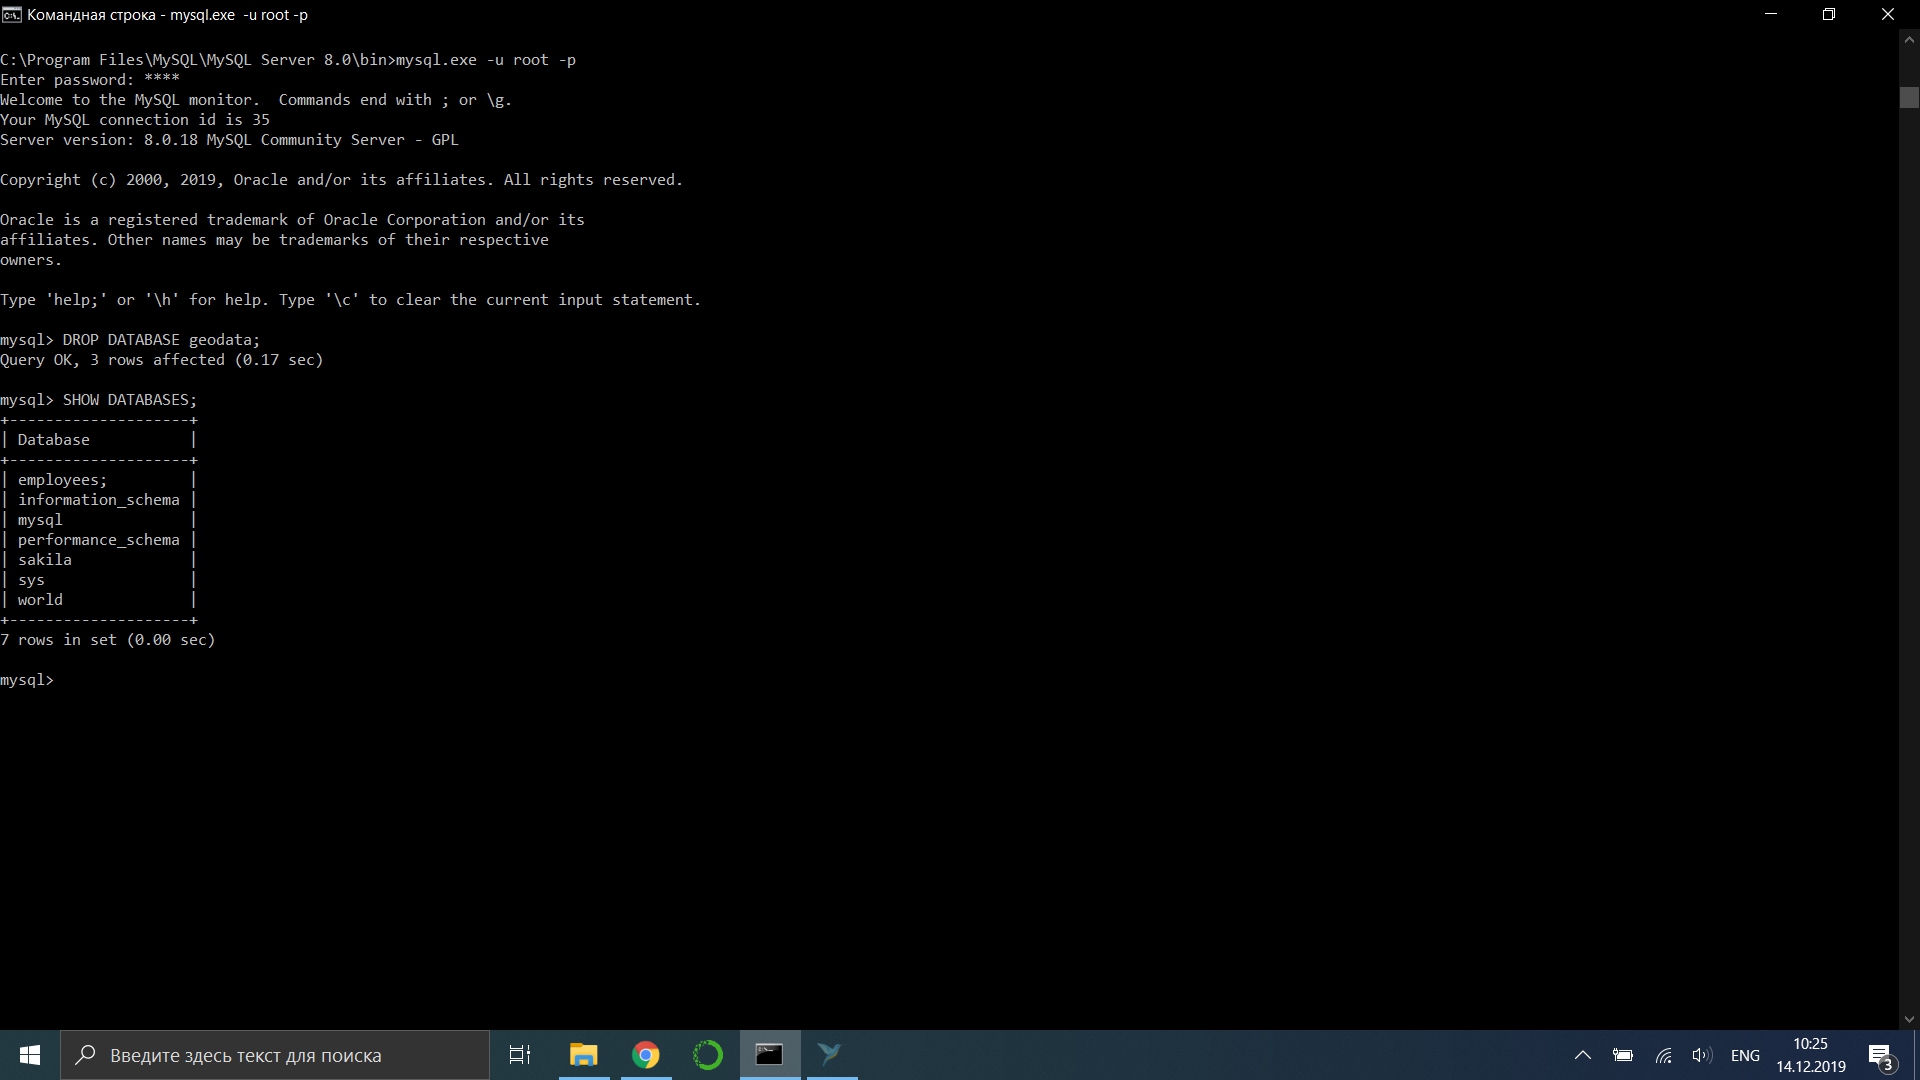 Командная строка - mysql.exe  -u root -p
C:\Program Files\MySQL\MySQL Server 8.0\bin>mysql.exe -u root -p
Enter password: ****
Welcome to the MySQL monitor.  Commands end with ; or \g.
Your MySQL connection id is 35
Server version: 8.0.18 MySQL Community Server - GPL
Copyright (c) 2000, 2019, Oracle and/or its affiliates. All rights reserved.
Oracle is a registered trademark of Oracle Corporation and/or its
affiliates. Other names may be trademarks of their respective
owners.
Type 'help;' or '\h' for help. Type '\c' to clear the current input statement.
mysql> DROP DATABASE geodata;
Query OK, 3 rows affected (0.17 sec)
mysql> SHOW DATABASES;
+--------------------+
| Database           |
+--------------------+
| employees;         |
| information_schema |
| mysql              |
| performance_schema |
| sakila             |
| sys                |
| world              |
+--------------------+
7 rows in set (0.00 sec)
mysql>
Введите здесь текст для поиска
ENG
10:25
14.12.2019
3